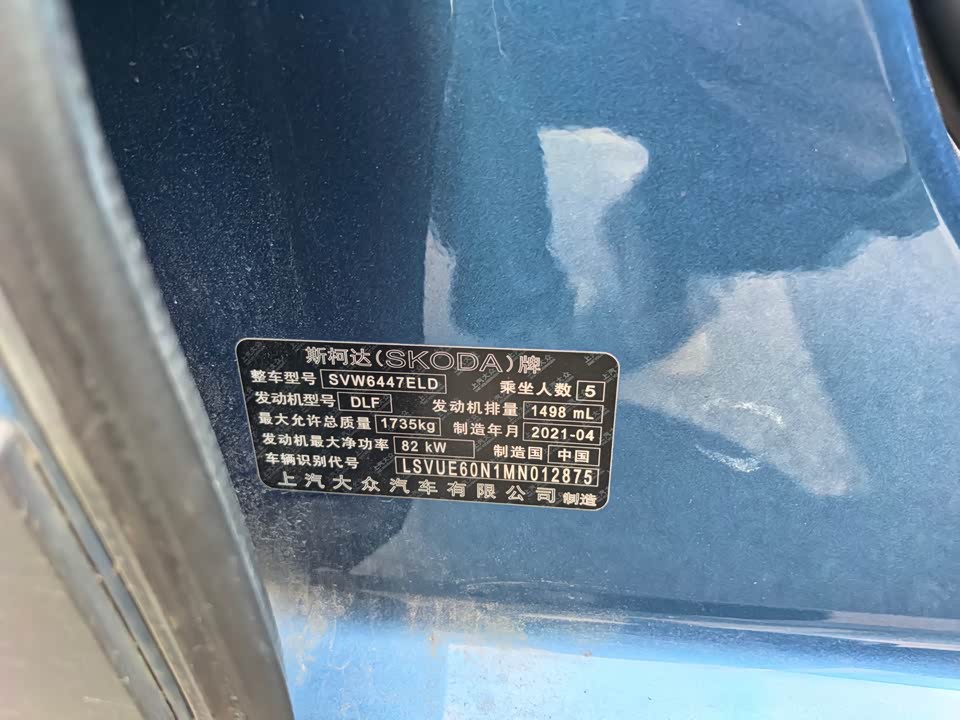 斯柯达(SKODA)牌
整车型号 SVW6447ELD 乘坐人数 5
发动机型号 DLF 发动机排量 1498 mL
最大允许总质量 1735kg 制造年月 2021-04
发动机最大净功率 82 kW 制造国 中国
车辆识别代号 LSVUE60N1MN012875
上汽大众汽车有限公司 制造